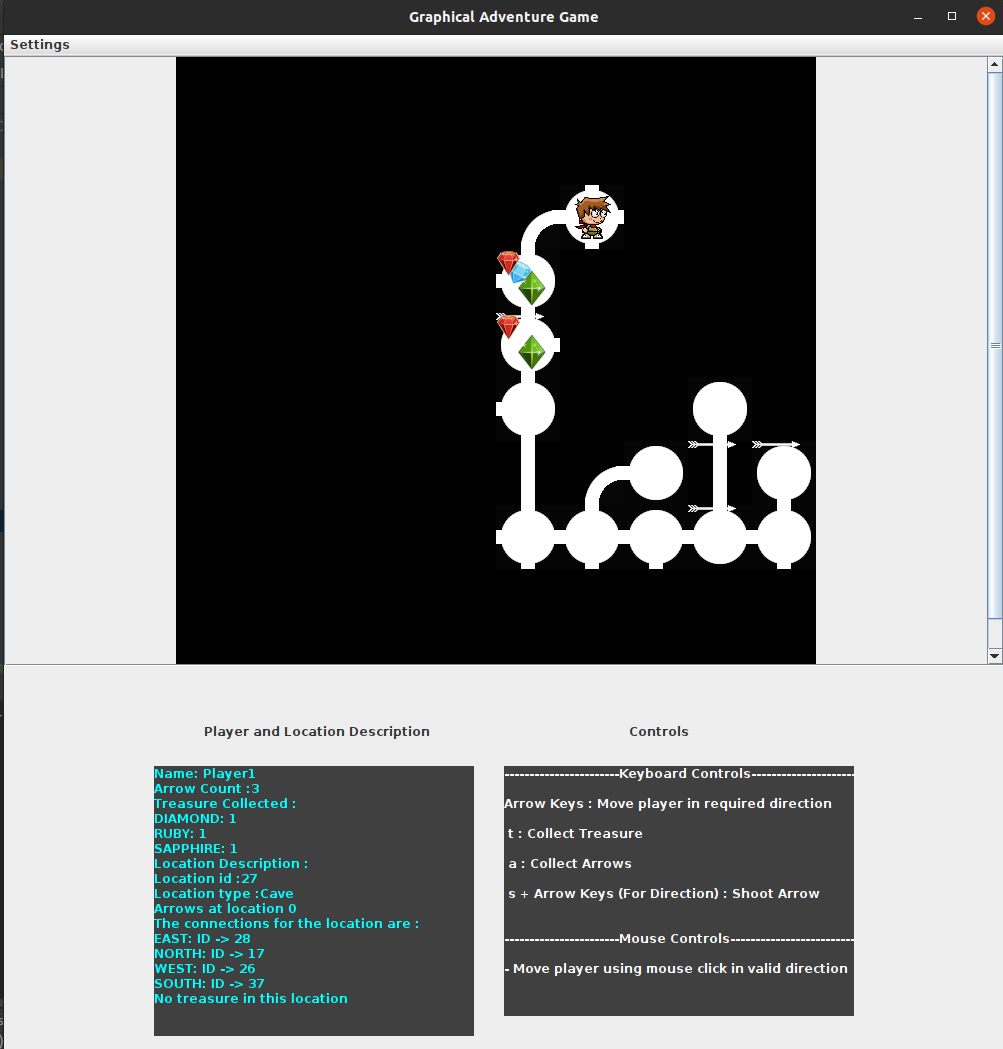 Graphical Adventure Game
Settings
Player and Location Description
Controls
Name: Player1
Arrow Count :3
Treasure Collected :
DIAMOND: 1
RUBY: 1
SAPPHIRE: 1
Location Description :
Location id :27
Location type :Cave
Arrows at location 0
The connections for the location are :
EAST: ID -> 28
NORTH: ID -> 17
WEST: ID -> 26
SOUTH: ID -> 37
No treasure in this location
-----------------------Keyboard Controls---------------------
Arrow Keys : Move player in required direction
t : Collect Treasure
a : Collect Arrows
s + Arrow Keys (For Direction) : Shoot Arrow
-----------------------Mouse Controls-------------------------
- Move player using mouse click in valid direction